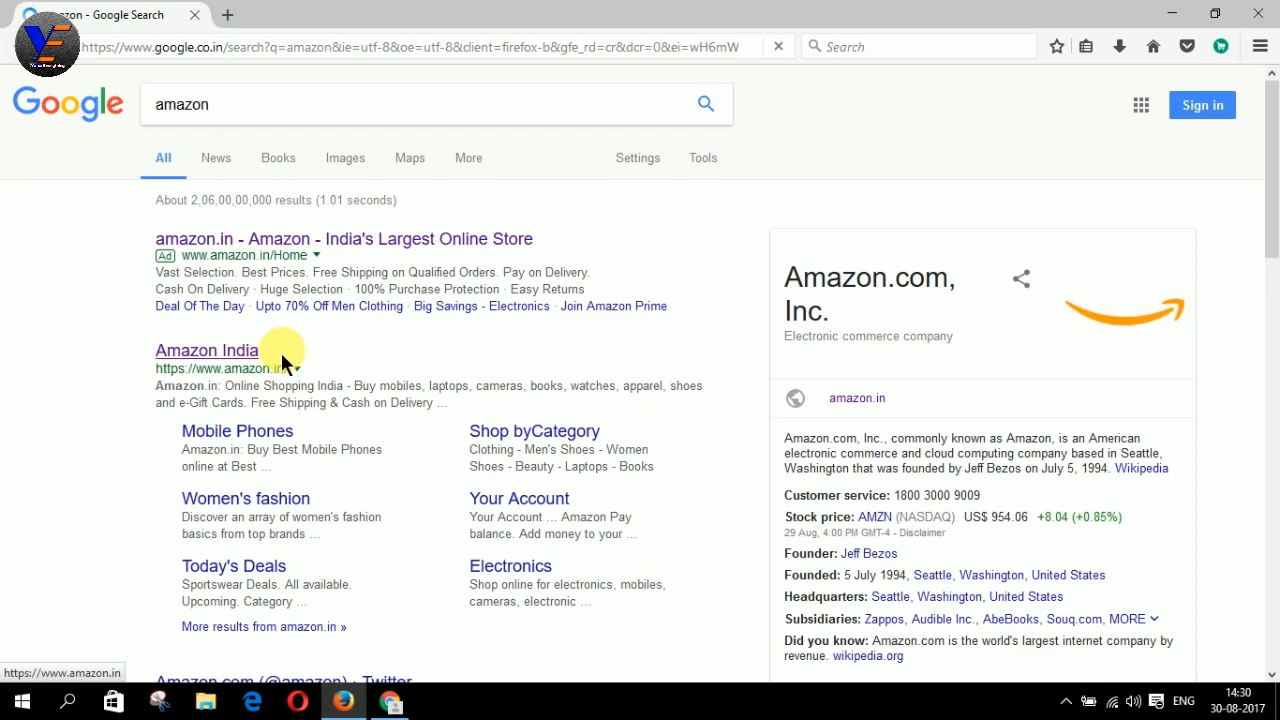 amazon - Google Search
https://www.google.co.in/search?q=amazon&ie=utf-8&oe=utf-8&client=firefox-b&gfe_rd=cr&dcr=0&ei=wH6mW
Search
VE
Google
amazon
Sign in
All
News
Books
Images
Maps
More
Settings
Tools
About 2,06,00,00,000 results (1.01 seconds)
amazon.in - Amazon - India's Largest Online Store
Ad www.amazon.in/Home
Vast Selection. Best Prices. Free Shipping on Qualified Orders. Pay on Delivery.
Cash On Delivery · Huge Selection · 100% Purchase Protection · Easy Returns
Deal Of The Day · Upto 70% Off Men Clothing · Big Savings - Electronics · Join Amazon Prime
Amazon India
https://www.amazon.in
Amazon.in: Online Shopping India - Buy mobiles, laptops, cameras, books, watches, apparel, shoes
and e-Gift Cards. Free Shipping & Cash on Delivery ...
Mobile Phones
Amazon.in: Buy Best Mobile Phones
online at Best ...
Shop byCategory
Clothing - Men's Shoes - Women
Shoes - Beauty - Laptops - Books
Women's fashion
Discover an array of women's fashion
basics from top brands ...
Your Account
Your Account ... Amazon Pay
balance. Add money to your ...
Today's Deals
Sportswear Deals. All available.
Upcoming. Category ...
Electronics
Shop online for electronics, mobiles,
cameras, electronic ...
More results from amazon.in »
Amazon.com (@amazon) · Twitter
Amazon.com,
Inc.
Electronic commerce company
amazon.in
Amazon.com, Inc., commonly known as Amazon, is an American
electronic commerce and cloud computing company based in Seattle,
Washington that was founded by Jeff Bezos on July 5, 1994. Wikipedia
Customer service: 1800 3000 9009
Stock price: AMZN (NASDAQ) US$ 954.06 +8.04 (+0.85%)
29 Aug, 4:00 PM GMT-4 - Disclaimer
Founder: Jeff Bezos
Founded: 5 July 1994, Seattle, Washington, United States
Headquarters: Seattle, Washington, United States
Subsidiaries: Zappos, Audible Inc., AbeBooks, Souq.com, MORE
Did you know: Amazon.com is the world's largest internet company by
revenue. wikipedia.org
https://www.amazon.in
ENG
14:30
30-08-2017